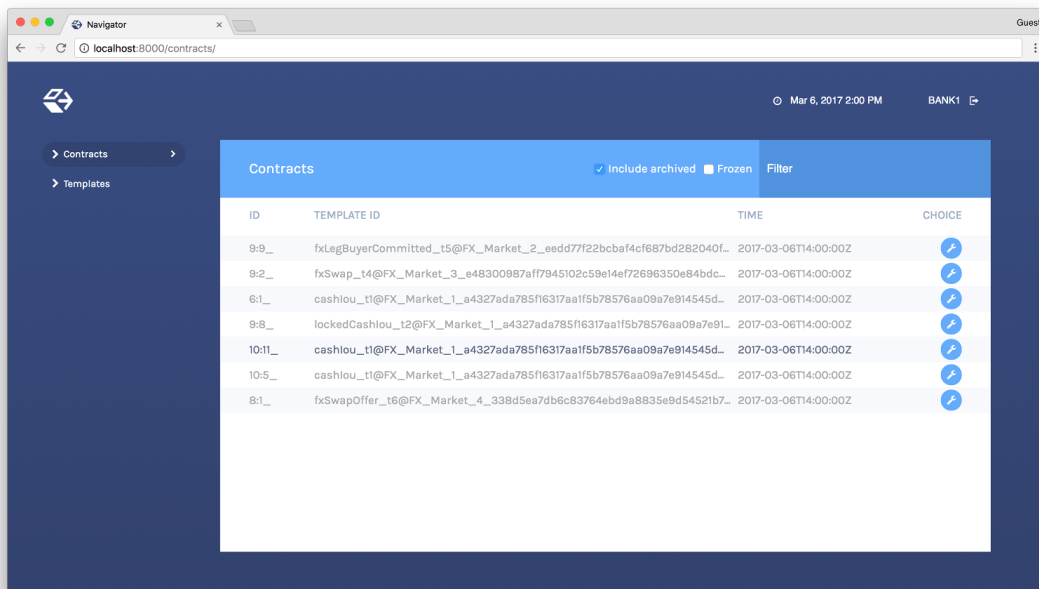 Navigator
Guest
localhost:8000/contracts/
Mar 6, 2017 2:00 PM BANK1
Contracts
Templates
Contracts Include archived Frozen Filter
ID TEMPLATE ID TIME CHOICE
9:9_ fxLegBuyerCommitted_t5@FX_Market_2_eedd77f22bcbaf4cf687bd282040f... 2017-03-06T14:00:00Z
9:2_ fxSwap_t4@FX_Market_3_e48300987aff7945102c59e14ef72696350e84bdc... 2017-03-06T14:00:00Z
6:1_ cashIou_t1@FX_Market_1_a4327ada785f16317aa1f5b78576aa09a7e914545d... 2017-03-06T14:00:00Z
9:8_ lockedCashIou_t2@FX_Market_1_a4327ada785f16317aa1f5b78576aa09a7e91... 2017-03-06T14:00:00Z
10:11_ cashIou_t1@FX_Market_1_a4327ada785f16317aa1f5b78576aa09a7e914545d... 2017-03-06T14:00:00Z
10:5_ cashIou_t1@FX_Market_1_a4327ada785f16317aa1f5b78576aa09a7e914545d... 2017-03-06T14:00:00Z
8:1_ fxSwapOffer_t6@FX_Market_4_338d5ea7db6c83764ebd9a8835e9d54521b7... 2017-03-06T14:00:00Z